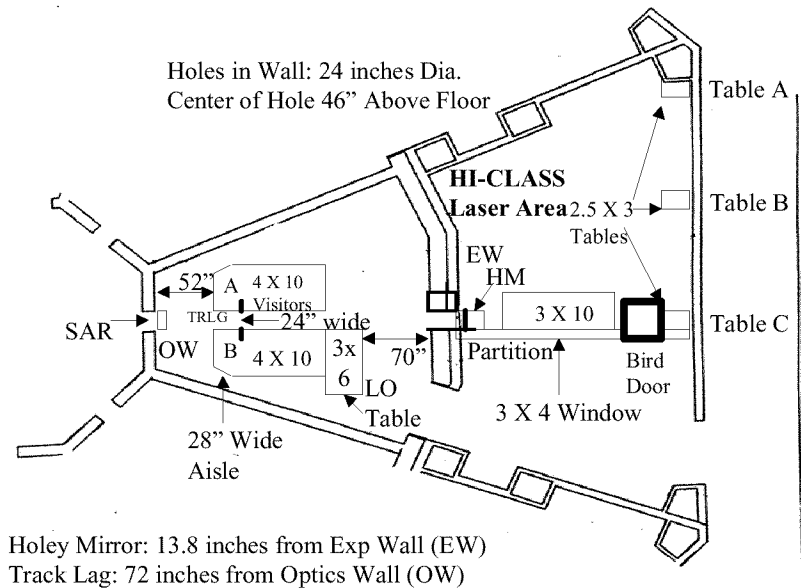 Holes in Wall: 24 inches Dia.
Center of Hole 46” Above Floor
Table A
HI-CLASS
Laser Area
2.5 X 3
Tables
Table B
EW
HM
52”
A
4 X 10
Visitors
TRLG
24” wide
3 X 10
Table C
SAR
OW
B
4 X 10
3x
6
70”
Partition
Bird
Door
LO
Table
3 X 4 Window
28” Wide
Aisle
Holey Mirror: 13.8 inches from Exp Wall (EW)
Track Lag: 72 inches from Optics Wall (OW)